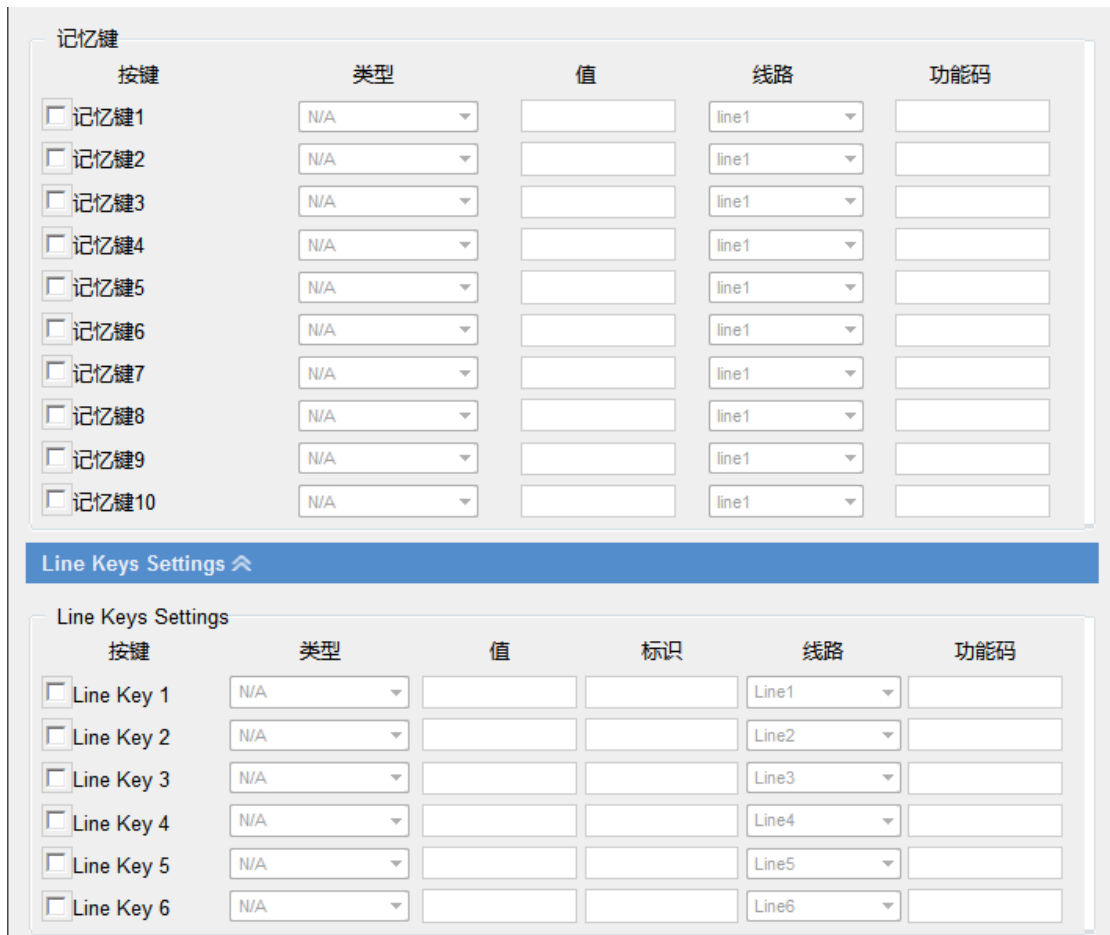 记忆键
按键 类型 值 线路 功能码
记忆键1 N/A line1
记忆键2 N/A line1
记忆键3 N/A line1
记忆键4 N/A line1
记忆键5 N/A line1
记忆键6 N/A line1
记忆键7 N/A line1
记忆键8 N/A line1
记忆键9 N/A line1
记忆键10 N/A line1
Line Keys Settings
Line Keys Settings
按键 类型 值 标识 线路 功能码
Line Key 1 N/A Line1
Line Key 2 N/A Line2
Line Key 3 N/A Line3
Line Key 4 N/A Line4
Line Key 5 N/A Line5
Line Key 6 N/A Line6